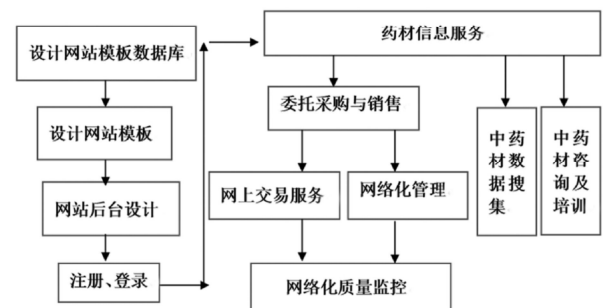 设计网站模板数据库
设计网站模板
网站后台设计
注册、登录
药材信息服务
委托采购与销售
网上交易服务
网络化管理
网络化质量监控
中药
材数
据搜
集
中药
材咨
询及
培训